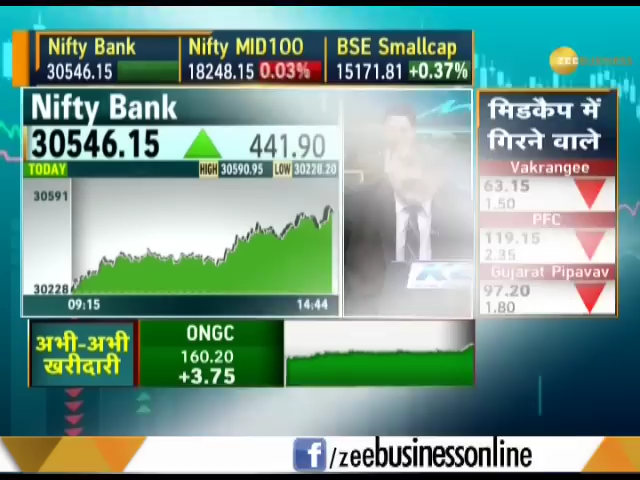 Nifty Bank
30546.15
Nifty MID100
18248.15 0.03%
BSE Smallcap
15171.81 +0.37%
ZEE BUSINESS
Nifty Bank
30546.15 441.90
TODAY HIGH 30590.95 LOW 30228.20
30591
30228
09:15 14:44
मिडकैप में
गिरने वाले
Vakrangee
63.15
1.50
PFC
119.15
2.35
Gujarat Pipavav
97.20
1.80
अभी-अभी
खरीदारी
ONGC
160.20
+3.75
f/zeebusinessonline